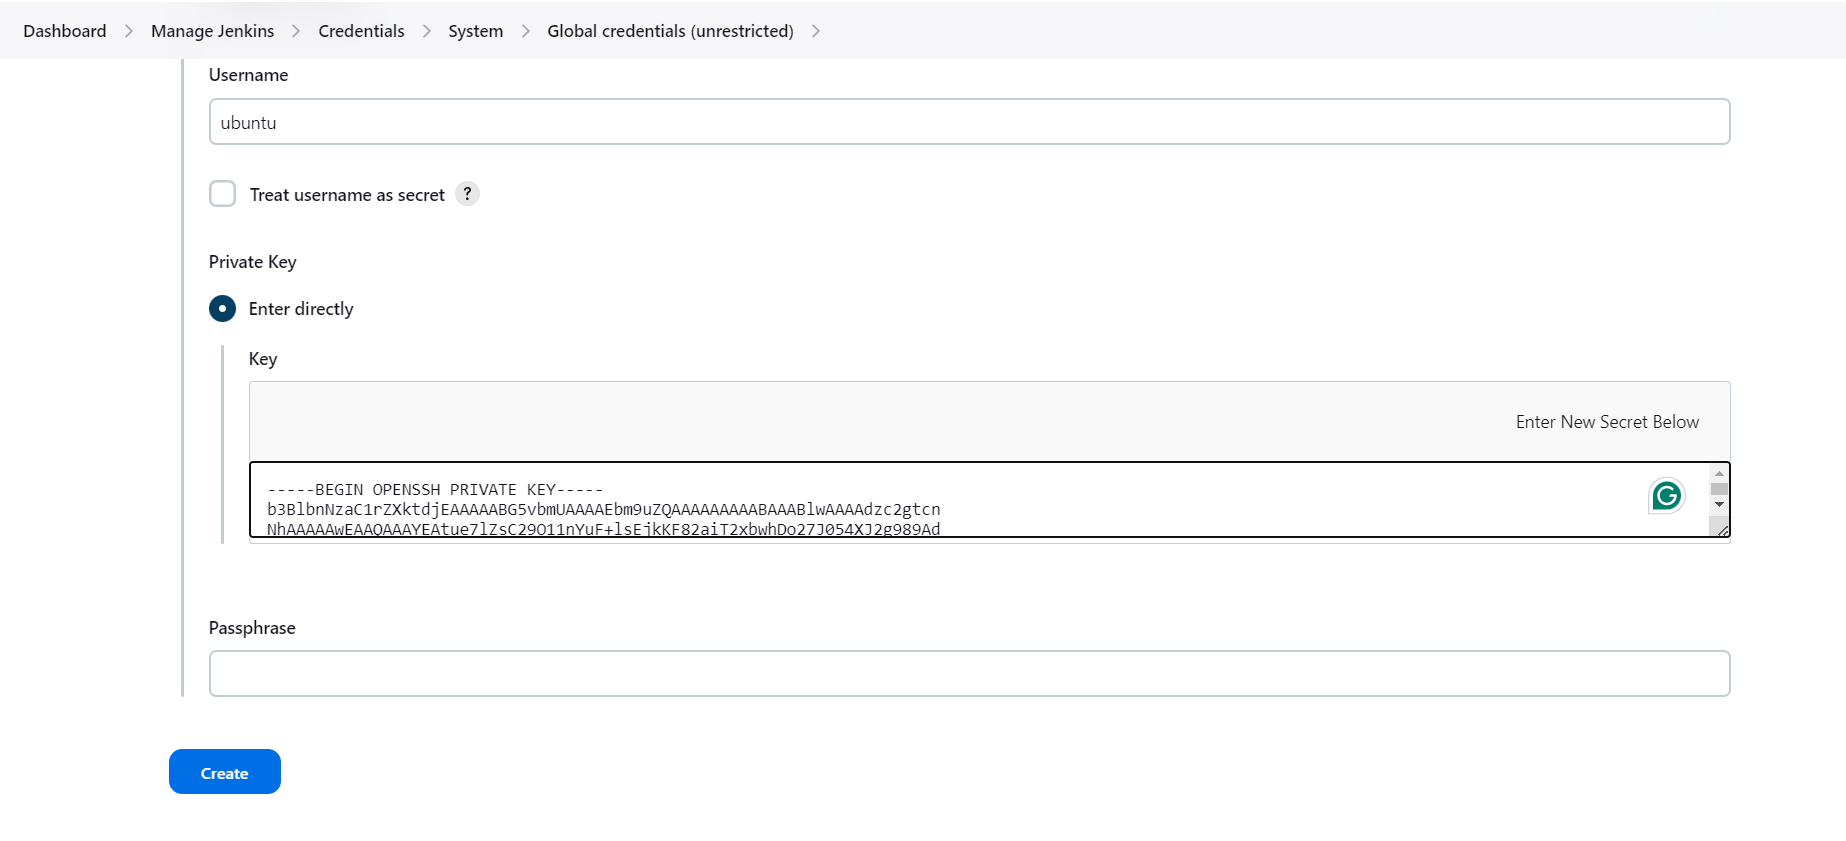 Dashboard > Manage Jenkins > Credentials > System > Global credentials (unrestricted) >
Username
ubuntu
Treat username as secret ?
Private Key
Enter directly
Key
Enter New Secret Below
-----BEGIN OPENSSH PRIVATE KEY-----
b3BlbnNzaC1rZXktdjEAAAAABG5vbmUAAAAEbm9uZQAAAAAAAAABAAABlwAAAAdzc2gtcn
NhAAAAAwEAAQAAAYEAtue7lZsC29O11nYuF+lsEjkKF82aiT2xbwhDo27J054XJ2g989Ad
Passphrase
Create